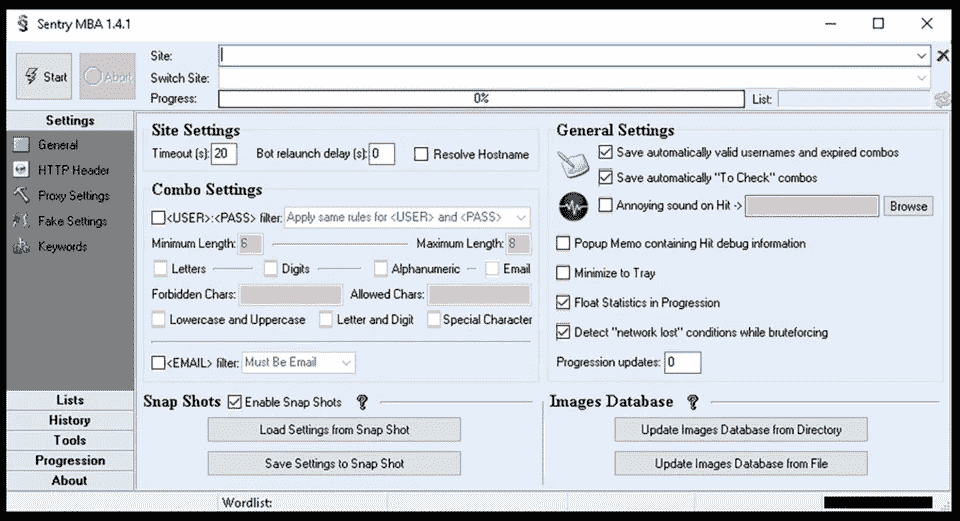 Sentry MBA 1.4.1
Start
Abort
Site:
Switch Site:
Progress: 0% List:
Settings
General
HTTP Header
Proxy Settings
Fake Settings
Keywords
Lists
History
Tools
Progression
About
Site Settings
Timeout (s): 20 Bot relaunch delay (s): 0 Resolve Hostname
Combo Settings
<USER>:<PASS> filter: Apply same rules for <USER> and <PASS>
Minimum Length: 6 Maximum Length: 8
Letters Digits Alphanumeric Email
Forbidden Chars: Allowed Chars:
Lowercase and Uppercase Letter and Digit Special Character
<EMAIL> filter: Must Be Email
General Settings
Save automatically valid usernames and expired combos
Save automatically "To Check" combos
Annoying sound on Hit -> Browse
Popup Memo containing Hit debug information
Minimize to Tray
Float Statistics in Progression
Detect "network lost" conditions while bruteforcing
Progression updates: 0
Snap Shots Enable Snap Shots ?
Load Settings from Snap Shot
Save Settings to Snap Shot
Images Database ?
Update Images Database from Directory
Update Images Database from File
Wordlist: